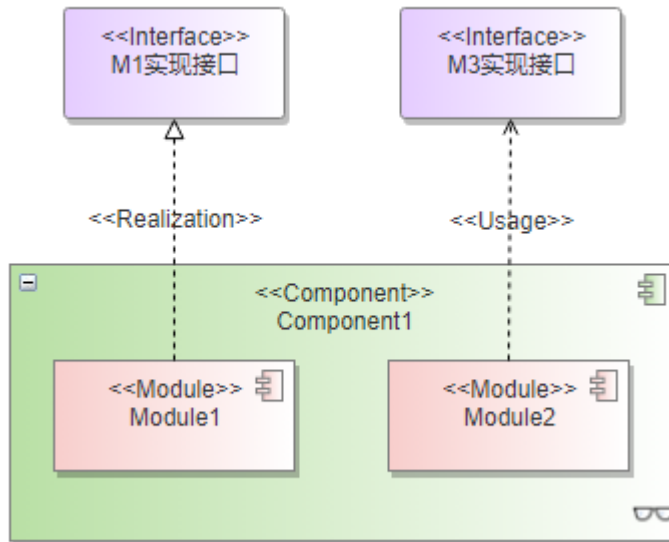 <<Interface>>
M1实现接口
<<Interface>>
M3实现接口
<<Realization>>
<<Usage>>
<<Component>>
Component1
<<Module>>
Module1
<<Module>>
Module2